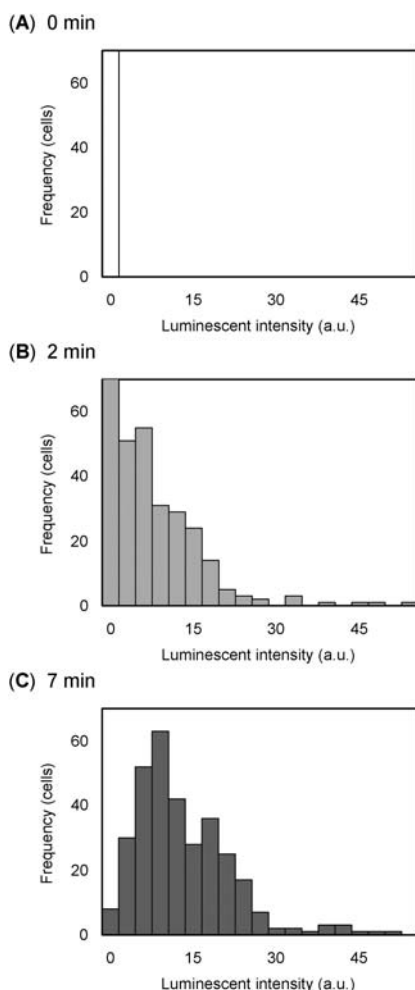 (A) 0 min
60
40
20
0
Frequency (cells)
0 15 30 45
Luminescent intensity (a.u.)
(B) 2 min
60
40
20
0
Frequency (cells)
0 15 30 45
Luminescent intensity (a.u.)
(C) 7 min
60
40
20
0
Frequency (cells)
0 15 30 45
Luminescent intensity (a.u.)